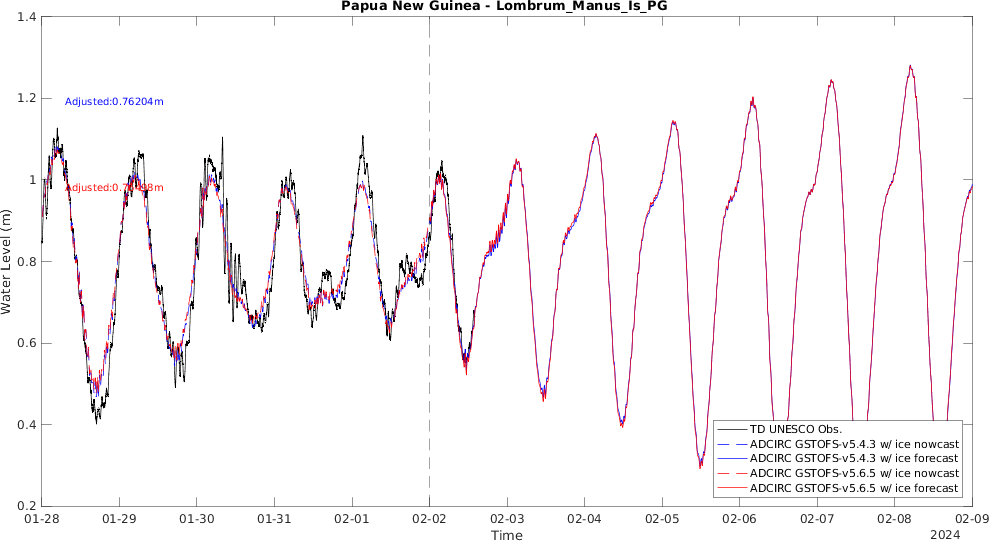 Papua New Guinea - Lombrum_Manus_Is_PG
Water Level (m)
1.4
1.2
1
0.8
0.6
0.4
0.2
Adjusted:0.76204m
TD UNESCO Obs.
ADCIRC GSTOFS-v5.4.3 w/ ice nowcast
ADCIRC GSTOFS-v5.4.3 w/ ice forecast
ADCIRC GSTOFS-v5.6.5 w/ ice nowcast
ADCIRC GSTOFS-v5.6.5 w/ ice forecast
01-28 01-29 01-30 01-31 02-01 02-02 02-03 02-04 02-05 02-06 02-07 02-08 02-09
Time
2024